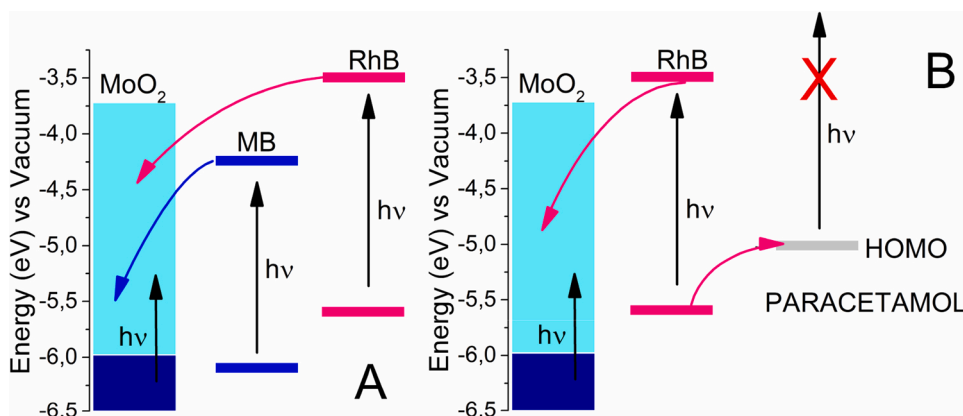 Energy (eV) vs Vacuum
-3,5
-4,0
-4,5
-5,0
-5,5
-6,0
-6,5
MoO₂
MB
RhB
hν
hν
hν
A
Energy (eV) vs Vacuum
-3,5
-4,0
-4,5
-5,0
-5,5
-6,0
-6,5
MoO₂
RhB
X
B
hν
hν
hν
HOMO
PARACETAMOL